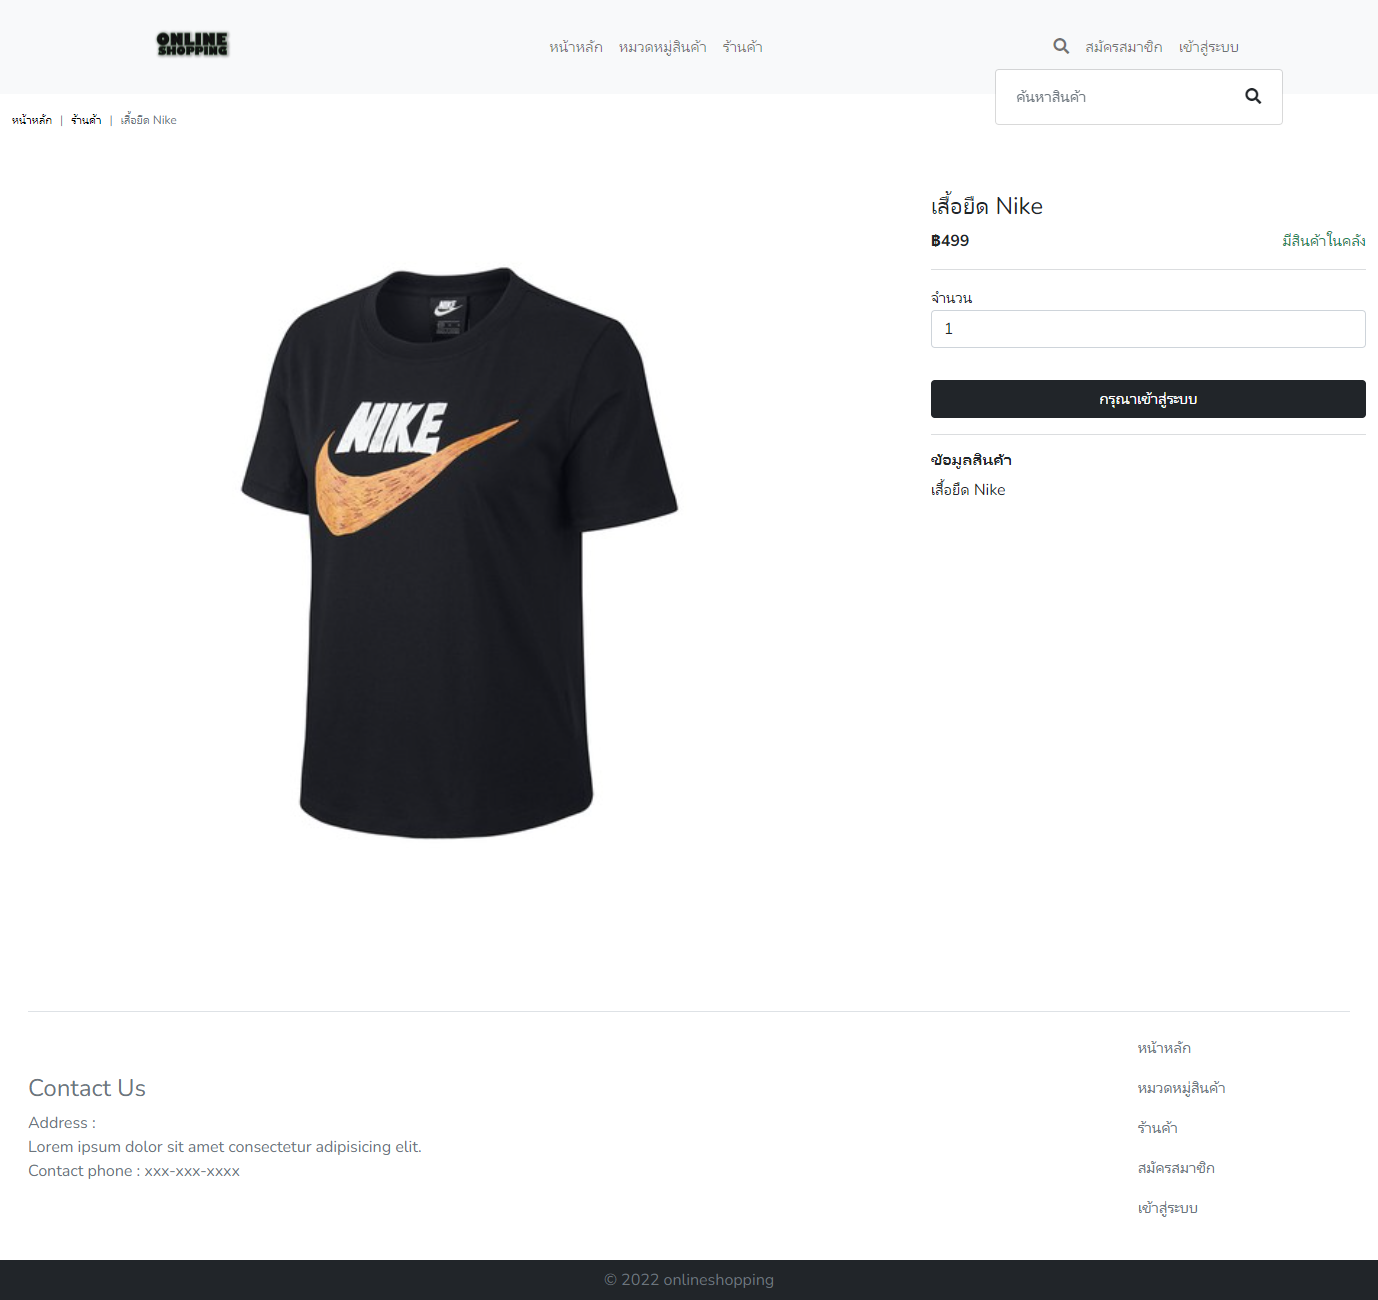 ONLINE
SHOPPING
หน้าหลัก หมวดหมู่สินค้า ร้านค้า
สมัครสมาชิก เข้าสู่ระบบ
ค้นหาสินค้า
หน้าหลัก | ร้านค้า | เสื้อยืด Nike
เสื้อยืด Nike
฿499 มีสินค้าในคลัง
จำนวน
1
กรุณาเข้าสู่ระบบ
ข้อมูลสินค้า
เสื้อยืด Nike
NIKE
NIKE
Contact Us
Address :
Lorem ipsum dolor sit amet consectetur adipisicing elit.
Contact phone : xxx-xxx-xxxx
หน้าหลัก
หมวดหมู่สินค้า
ร้านค้า
สมัครสมาชิก
เข้าสู่ระบบ
© 2022 onlineshopping